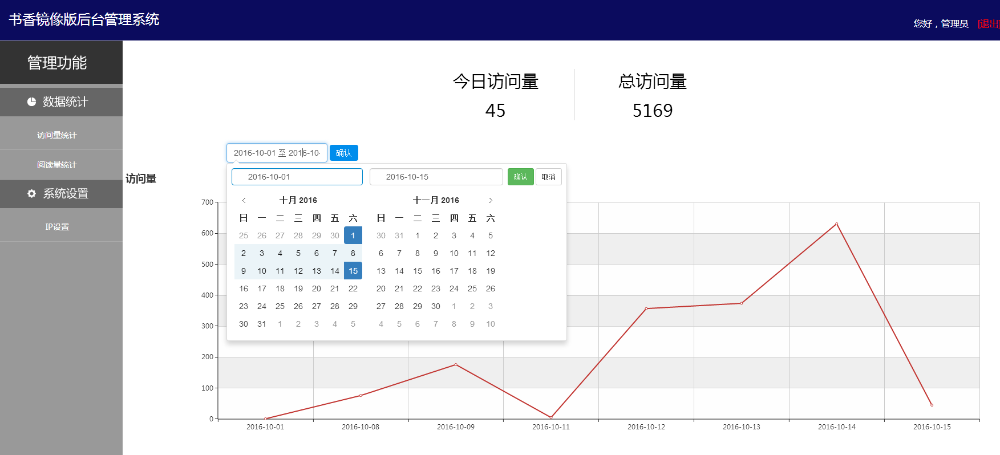 书香镜像版后台管理系统
您好，管理员 [退出]
管理功能
数据统计
访问量统计
阅读量统计
系统设置
IP设置
今日访问量
45
总访问量
5169
2016-10-01 至 2016-10-
确认
访问量
2016-10-01
2016-10-15
确认
取消
十月 2016
日 一 二 三 四 五 六
25 26 27 28 29 30 1
2 3 4 5 6 7 8
9 10 11 12 13 14 15
16 17 18 19 20 21 22
23 24 25 26 27 28 29
30 31 1 2 3 4 5
十一月 2016
日 一 二 三 四 五 六
30 31 1 2 3 4 5
6 7 8 9 10 11 12
13 14 15 16 17 18 19
20 21 22 23 24 25 26
27 28 29 30 1 2 3
4 5 6 7 8 9 10
700
600
500
400
300
200
100
0
2016-10-01 2016-10-08 2016-10-09 2016-10-11 2016-10-12 2016-10-13 2016-10-14 2016-10-15